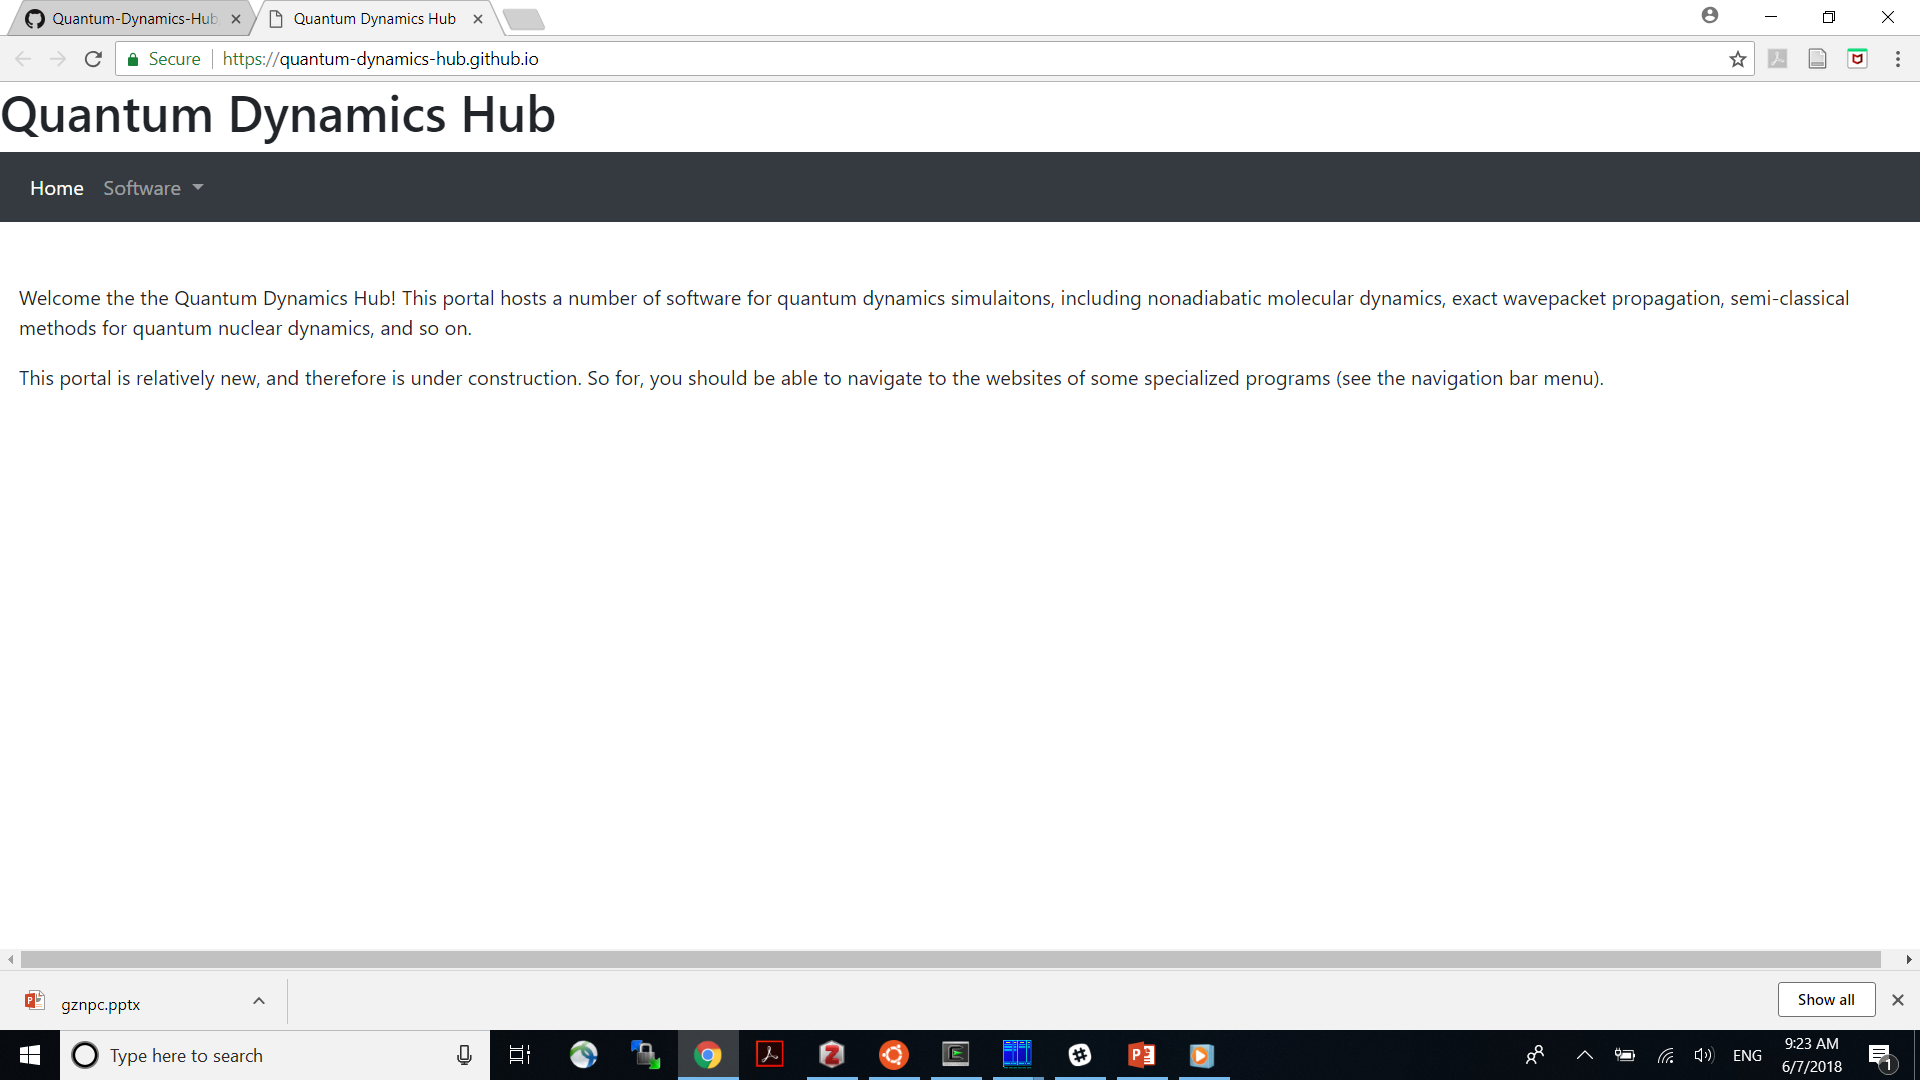 Quantum-Dynamics-Hub
Quantum Dynamics Hub
Secure
https://quantum-dynamics-hub.github.io
Quantum Dynamics Hub
Home
Software
Welcome the the Quantum Dynamics Hub! This portal hosts a number of software for quantum dynamics simulaitons, including nonadiabatic molecular dynamics, exact wavepacket propagation, semi-classical
methods for quantum nuclear dynamics, and so on.
This portal is relatively new, and therefore is under construction. So for, you should be able to navigate to the websites of some specialized programs (see the navigation bar menu).
gznpc.pptx
Show all
Type here to search
ENG
9:23 AM
6/7/2018
1